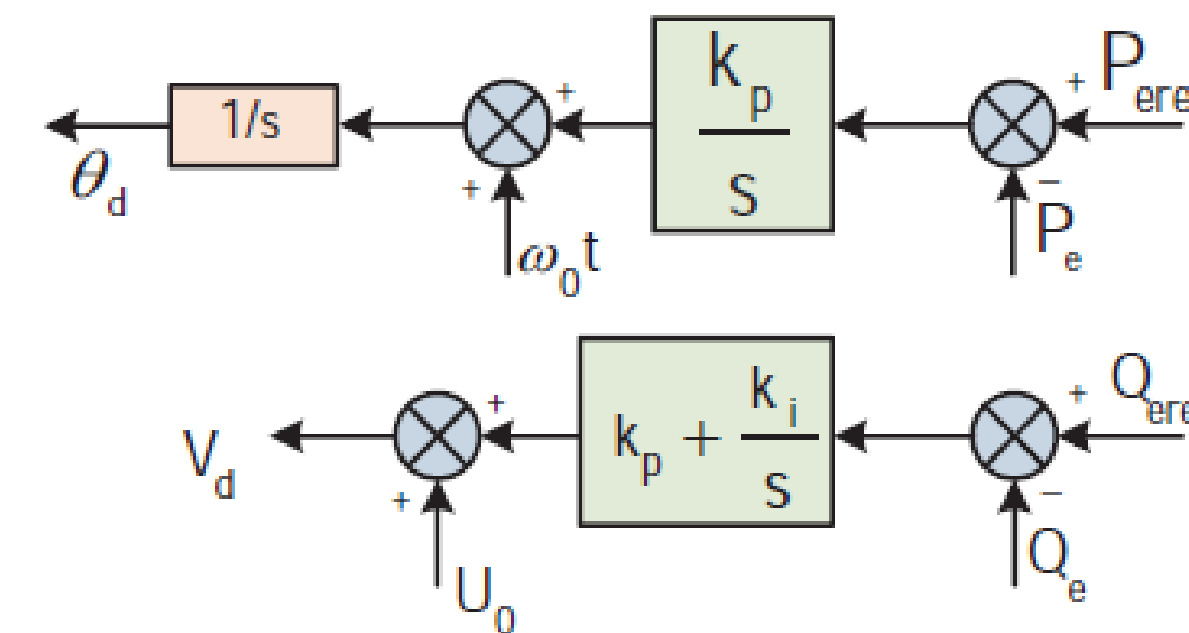 θd 1/s + + ω0t kp/s + − Pere Pe
Vd + + U0 kp + ki/s + − Qere Qe